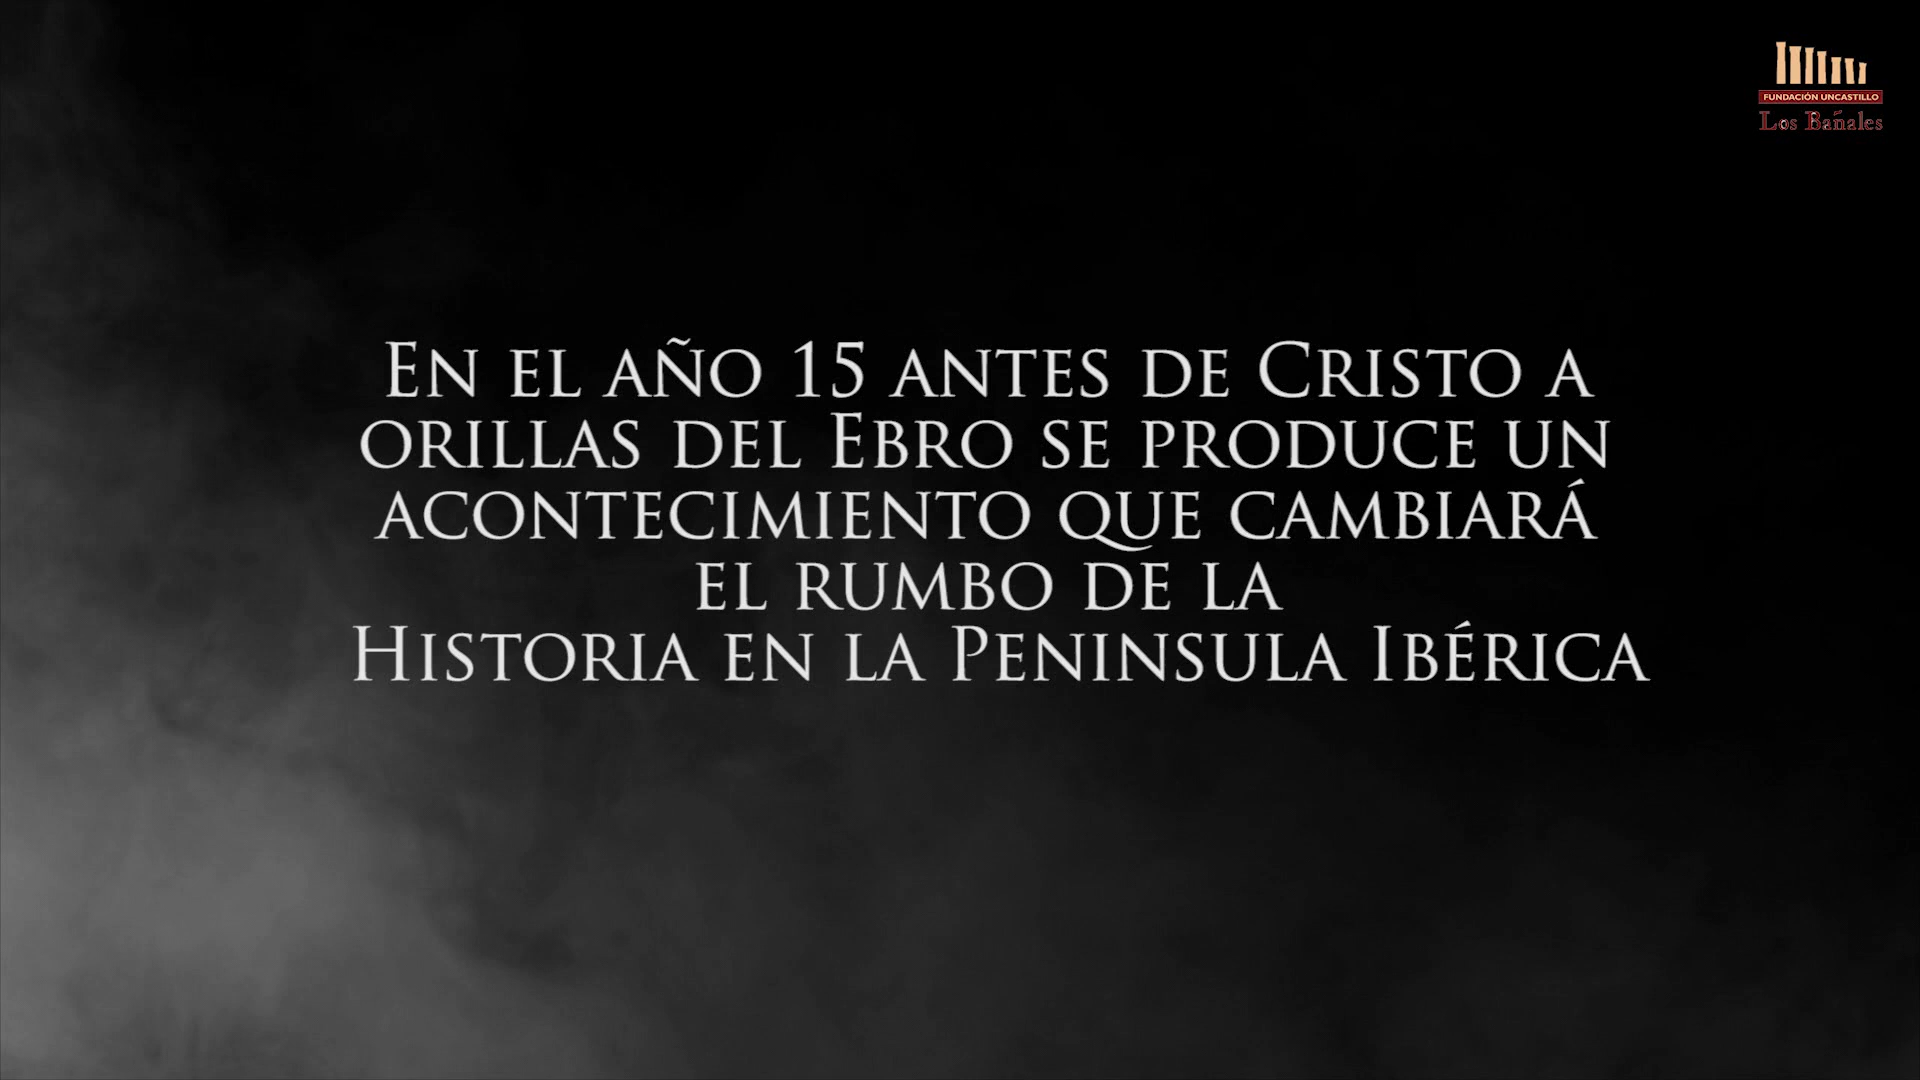 FUNDACIÓN UNCASTILLO
Los Bañales
En el año 15 antes de Cristo a
orillas del Ebro se produce un
acontecimiento que cambiará
el rumbo de la
Historia en la Peninsula Ibérica